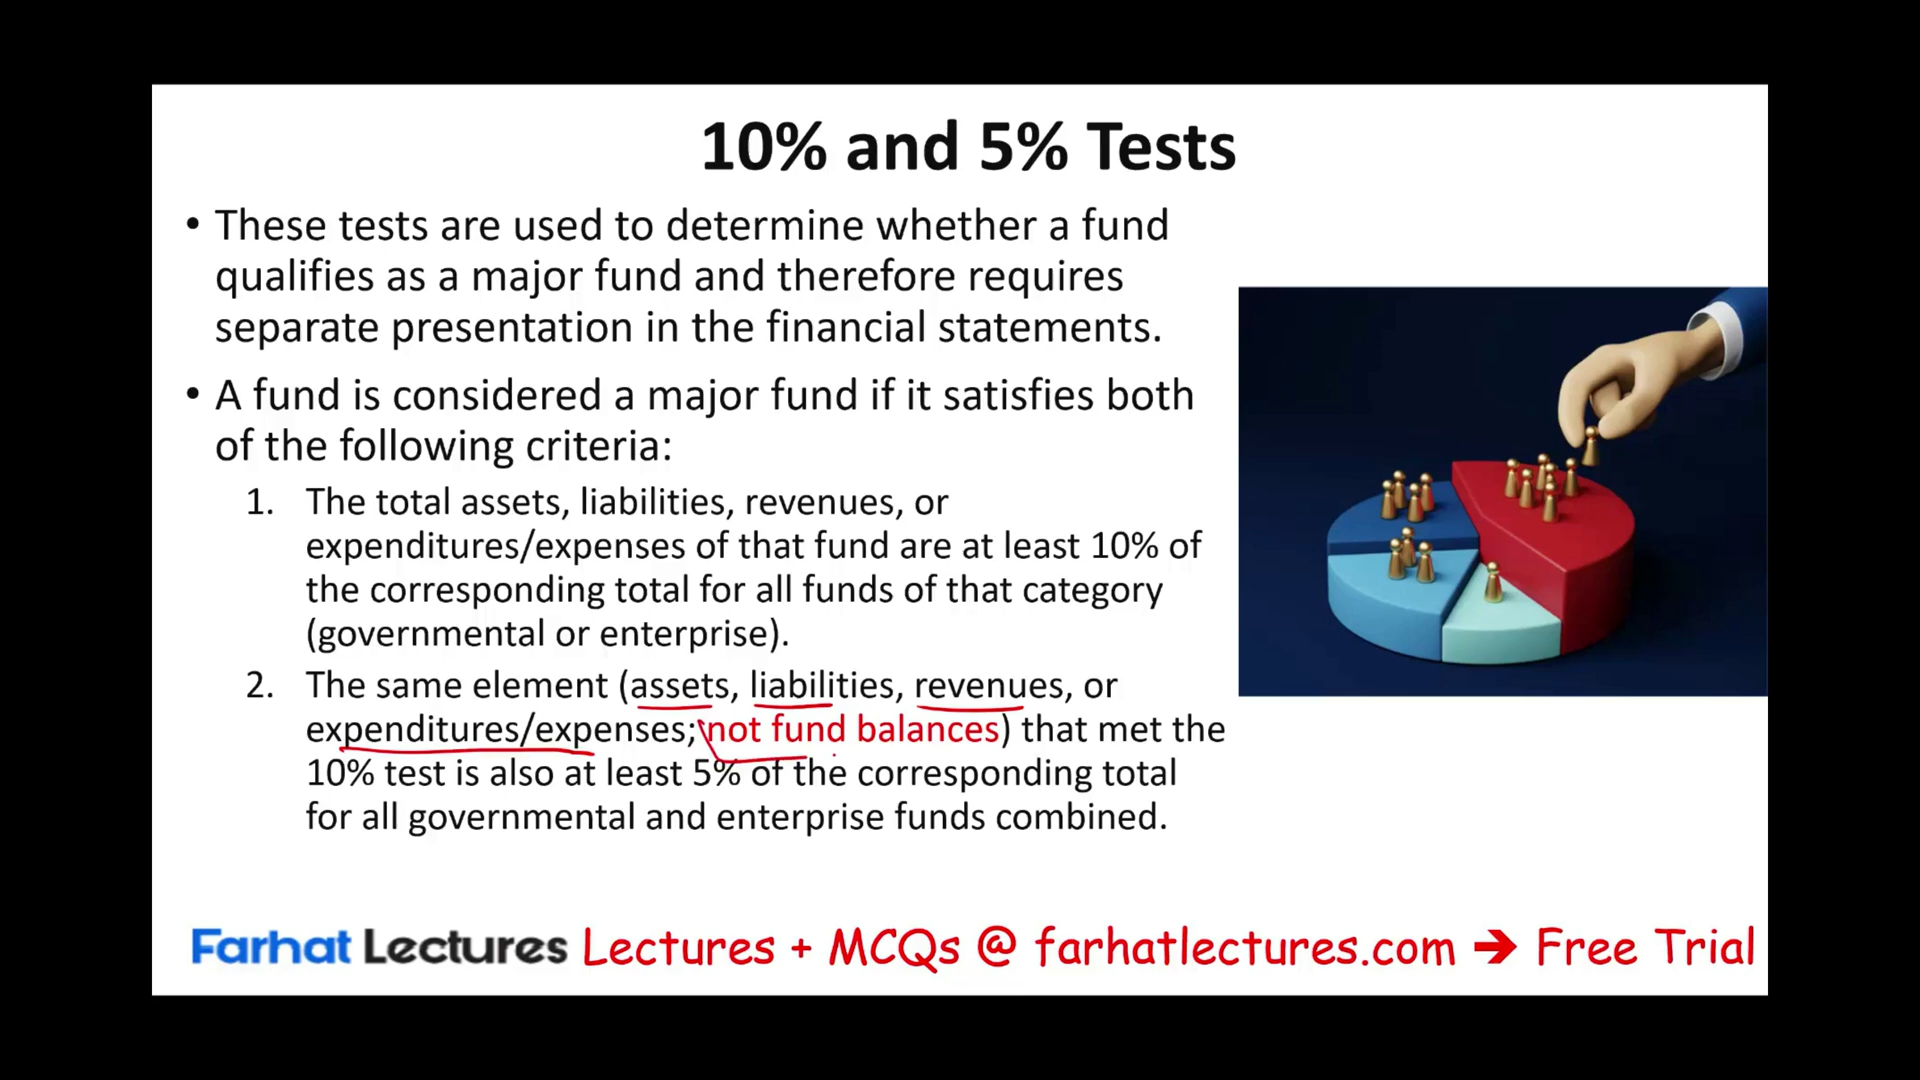 10% and 5% Tests
• These tests are used to determine whether a fund
qualifies as a major fund and therefore requires
separate presentation in the financial statements.
• A fund is considered a major fund if it satisfies both
of the following criteria:
1. The total assets, liabilities, revenues, or
expenditures/expenses of that fund are at least 10% of
the corresponding total for all funds of that category
(governmental or enterprise).
2. The same element (assets, liabilities, revenues, or
expenditures/expenses; not fund balances) that met the
10% test is also at least 5% of the corresponding total
for all governmental and enterprise funds combined.
Farhat Lectures Lectures + MCQs @ farhatlectures.com ➔ Free Trial